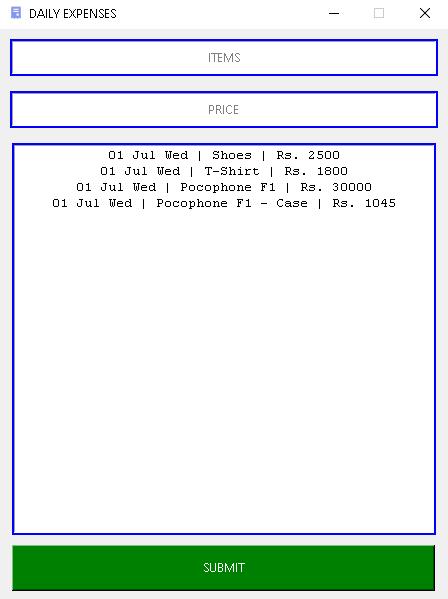 DAILY EXPENSES
ITEMS
PRICE
01 Jul Wed | Shoes | Rs. 2500
01 Jul Wed | T-Shirt | Rs. 1800
01 Jul Wed | Pocophone F1 | Rs. 30000
01 Jul Wed | Pocophone F1 - Case | Rs. 1045
SUBMIT